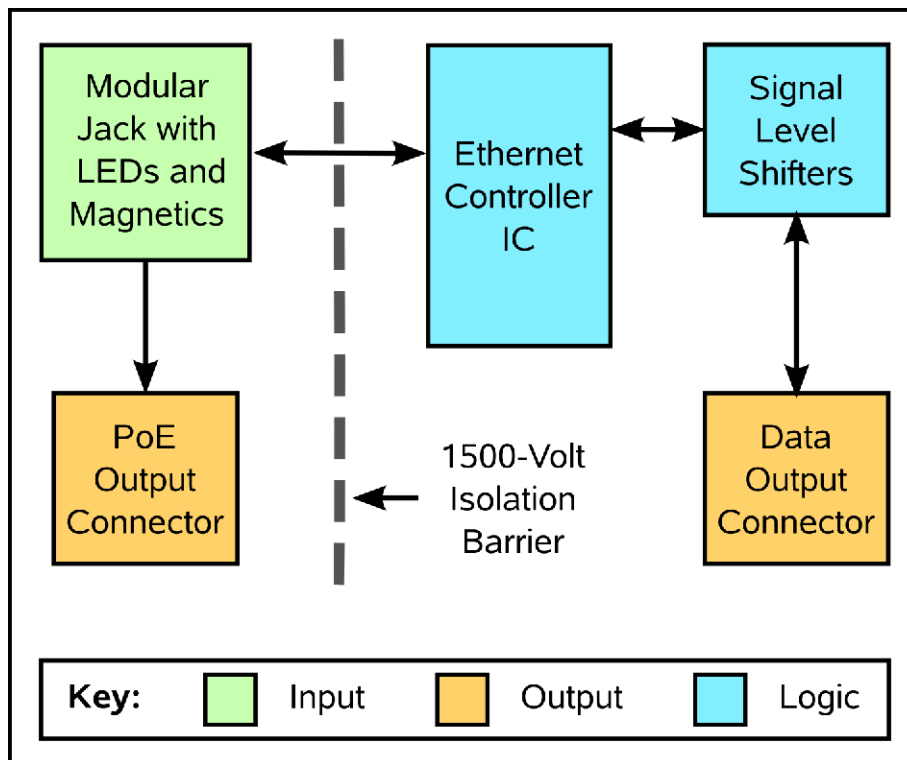 Modular
Jack with
LEDs and
Magnetics
Ethernet
Controller
IC
Signal
Level
Shifters
PoE
Output
Connector
1500-Volt
Isolation
Barrier
Data
Output
Connector
Key: Input Output Logic